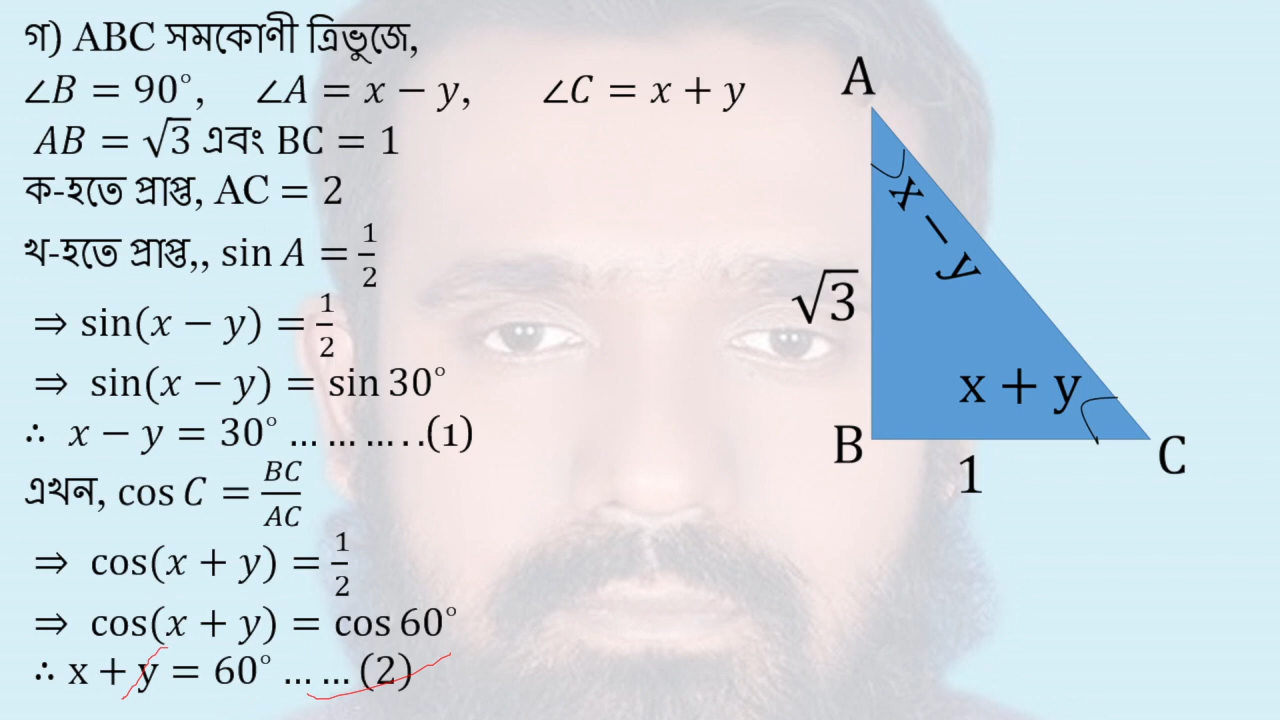 গ) ABC সমকোণী ত্রিভুজে,
∠B = 90°, ∠A = x − y, ∠C = x + y
AB = √3 এবং BC = 1
ক-হতে প্রাপ্ত, AC = 2
খ-হতে প্রাপ্ত,, sin A = 1/2
⇒ sin(x − y) = 1/2
⇒ sin(x − y) = sin 30°
∴ x − y = 30° … … … . .(1)
এখন, cos C = BC/AC
⇒ cos(x + y) = 1/2
⇒ cos(x + y) = cos 60°
∴ x + y = 60° … … (2)
A
x − y
√3
x + y
B
C
1